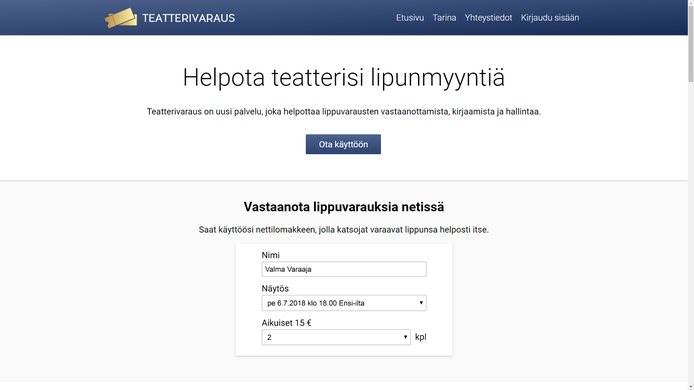 TEATTERIVARAUS
Etusivu Tarina Yhteystiedot Kirjaudu sisään
Helpota teatterisi lipunmyyntiä
Teatterivaraus on uusi palvelu, joka helpottaa lippuvarausten vastaanottamista, kirjaamista ja hallintaa.
Ota käyttöön
Vastaanota lippuvarauksia netissä
Saat käyttöösi nettilomakkeen, jolla katsojat varaavat lippunsa helposti itse.
Nimi
Valma Varaaja
Näytös
pe 6.7.2018 klo 18.00 Ensi-ilta
Aikuiset 15 €
2 kpl